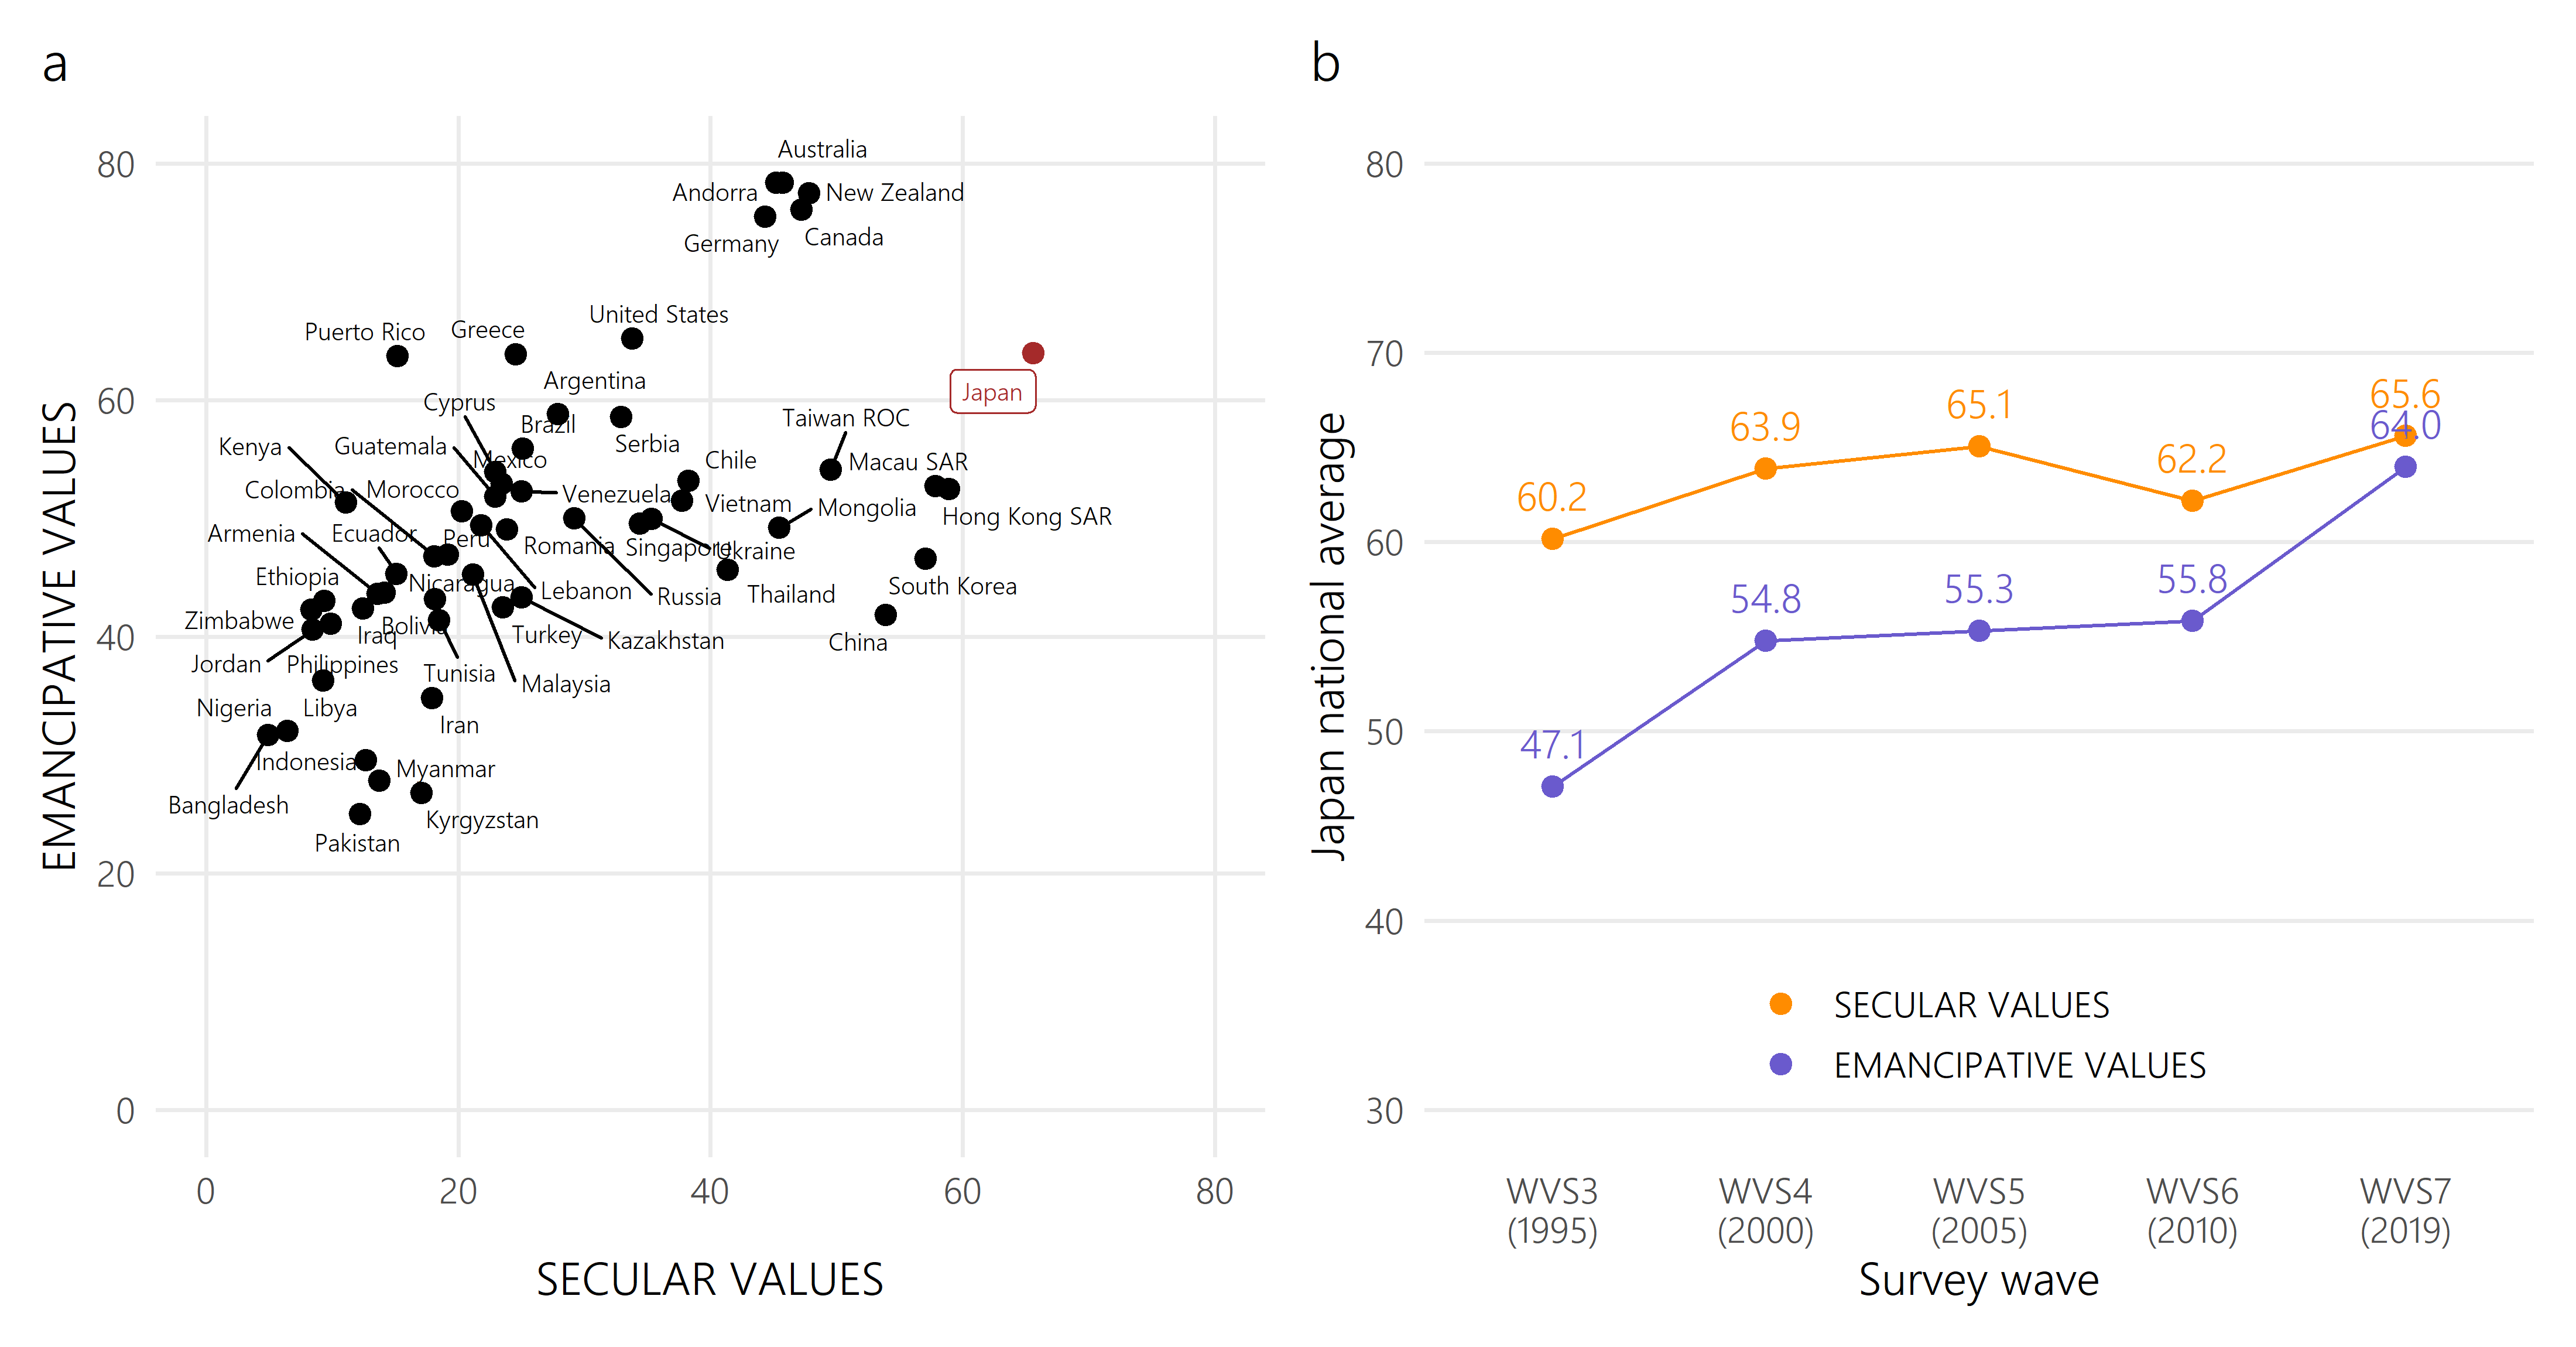 a
EMANCIPATIVE VALUES
80
60
40
20
0
Australia
Andorra
New Zealand
Germany
Canada
United States
Puerto Rico
Greece
Argentina
Japan
Cyprus
Taiwan ROC
Brazil
Serbia
Kenya
Guatemala
Mexico
Chile
Macau SAR
Colombia
Morocco
Venezuela
Vietnam
Mongolia
Hong Kong SAR
Armenia
Ecuador
Peru
Romania
Singapore
Ukraine
Ethiopia
Nicaragua
Lebanon
Russia
Thailand
South Korea
Zimbabwe
Iraq
Bolivia
Turkey
Kazakhstan
China
Jordan
Philippines
Tunisia
Malaysia
Nigeria
Libya
Iran
Indonesia
Myanmar
Bangladesh
Kyrgyzstan
Pakistan
0
20
40
60
80
SECULAR VALUES
b
Japan national average
80
70
60
50
40
30
60.2
63.9
65.1
62.2
65.6
47.1
54.8
55.3
55.8
64.0
SECULAR VALUES
EMANCIPATIVE VALUES
WVS3
(1995)
WVS4
(2000)
WVS5
(2005)
WVS6
(2010)
WVS7
(2019)
Survey wave